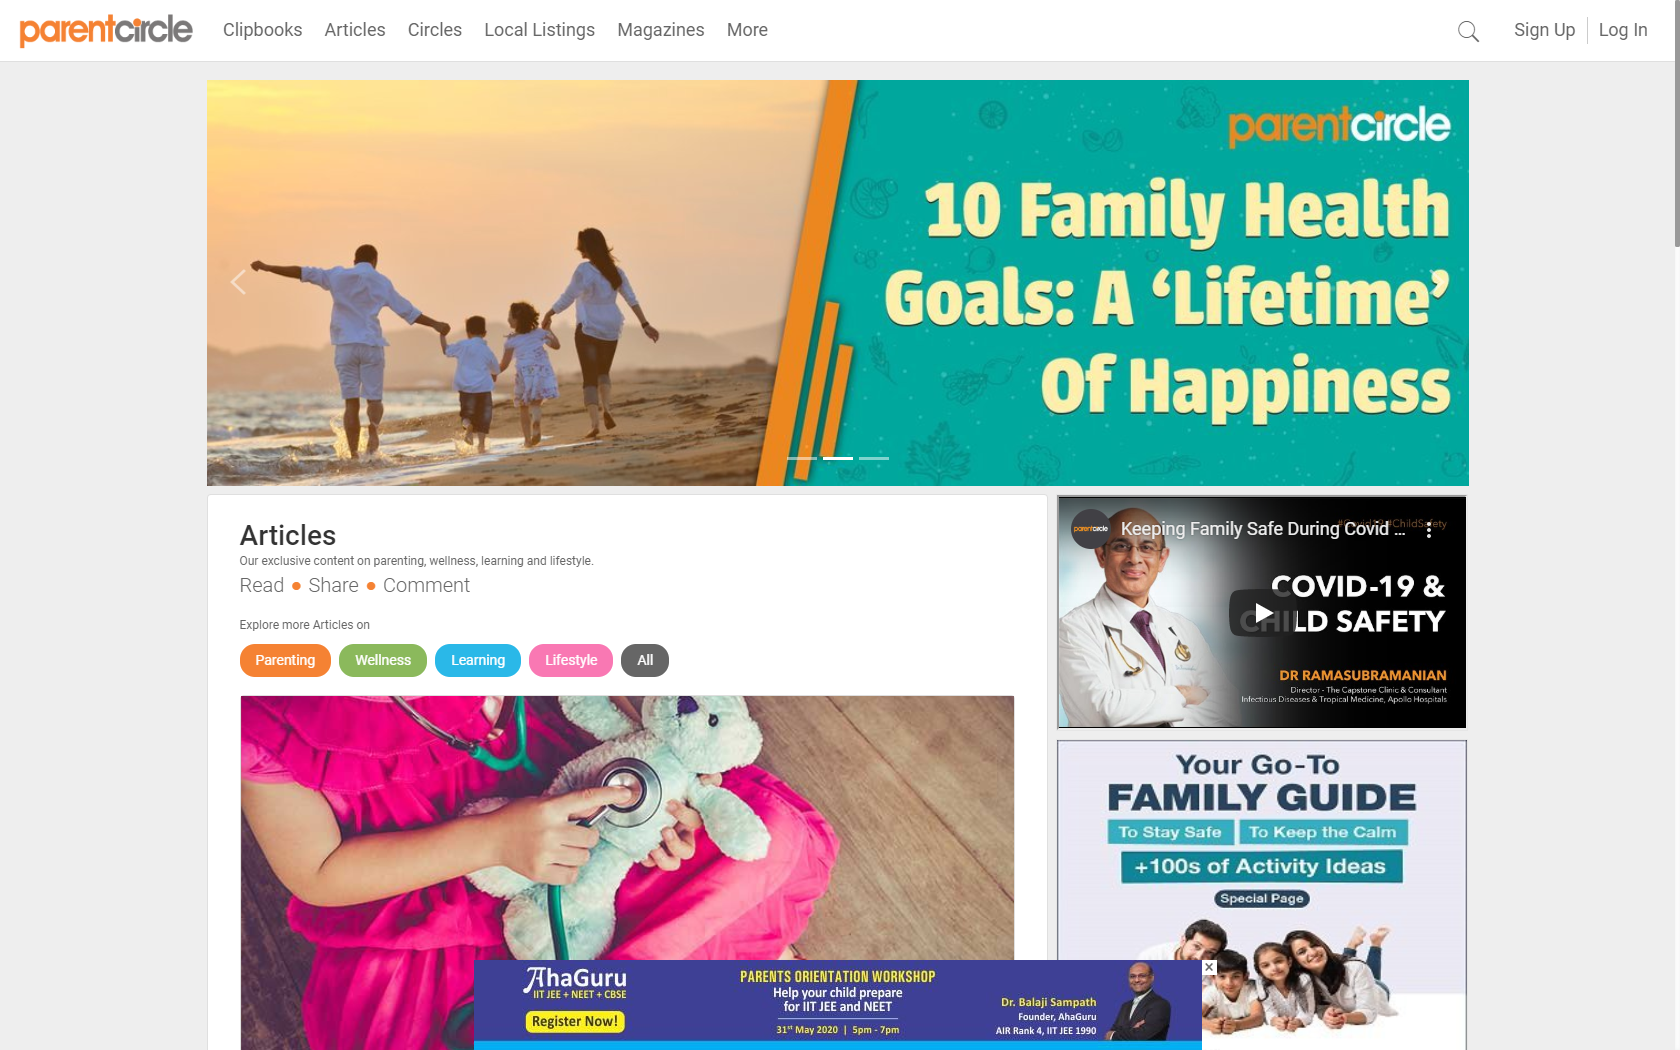 parentcircle
Clipbooks Articles Circles Local Listings Magazines More
Sign Up Log In
parentcircle
10 Family Health
Goals: A ‘Lifetime’
Of Happiness
Articles
Our exclusive content on parenting, wellness, learning and lifestyle.
Read • Share • Comment
Explore more Articles on
Parenting Wellness Learning Lifestyle All
parentcircle
Keeping Family Safe During Covid ...
#Covid19 #ChildSafety
COVID-19 &
CHILD SAFETY
DR RAMASUBRAMANIAN
Director - The Capstone Clinic & Consultant
Infectious Diseases & Tropical Medicine, Apollo Hospitals
Your Go-To
FAMILY GUIDE
To Stay Safe To Keep the Calm
+100s of Activity Ideas
Special Page
AhaGuru
IIT JEE + NEET + CBSE
Register Now!
PARENTS ORIENTATION WORKSHOP
Help your child prepare
for IIT JEE and NEET
31st May 2020 | 5pm - 7pm
Dr. Balaji Sampath
Founder, AhaGuru
AIR Rank 4, IIT JEE 1990